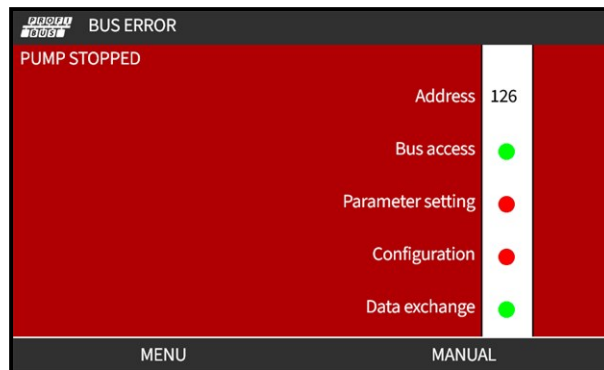 PROFI BUS BUS ERROR
PUMP STOPPED
Address 126
Bus access
Parameter setting
Configuration
Data exchange
MENU MANUAL